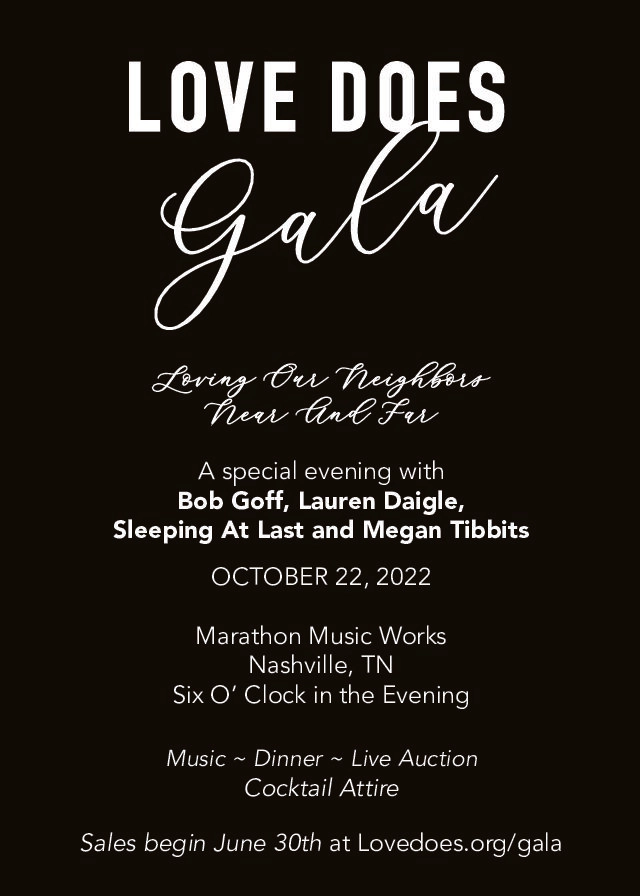 LOVE DOES
Gala
Loving Our Neighbors
Near And Far
A special evening with
Bob Goff, Lauren Daigle,
Sleeping At Last and Megan Tibbits
OCTOBER 22, 2022
Marathon Music Works
Nashville, TN
Six O’ Clock in the Evening
Music ~ Dinner ~ Live Auction
Cocktail Attire
Sales begin June 30th at Lovedoes.org/gala